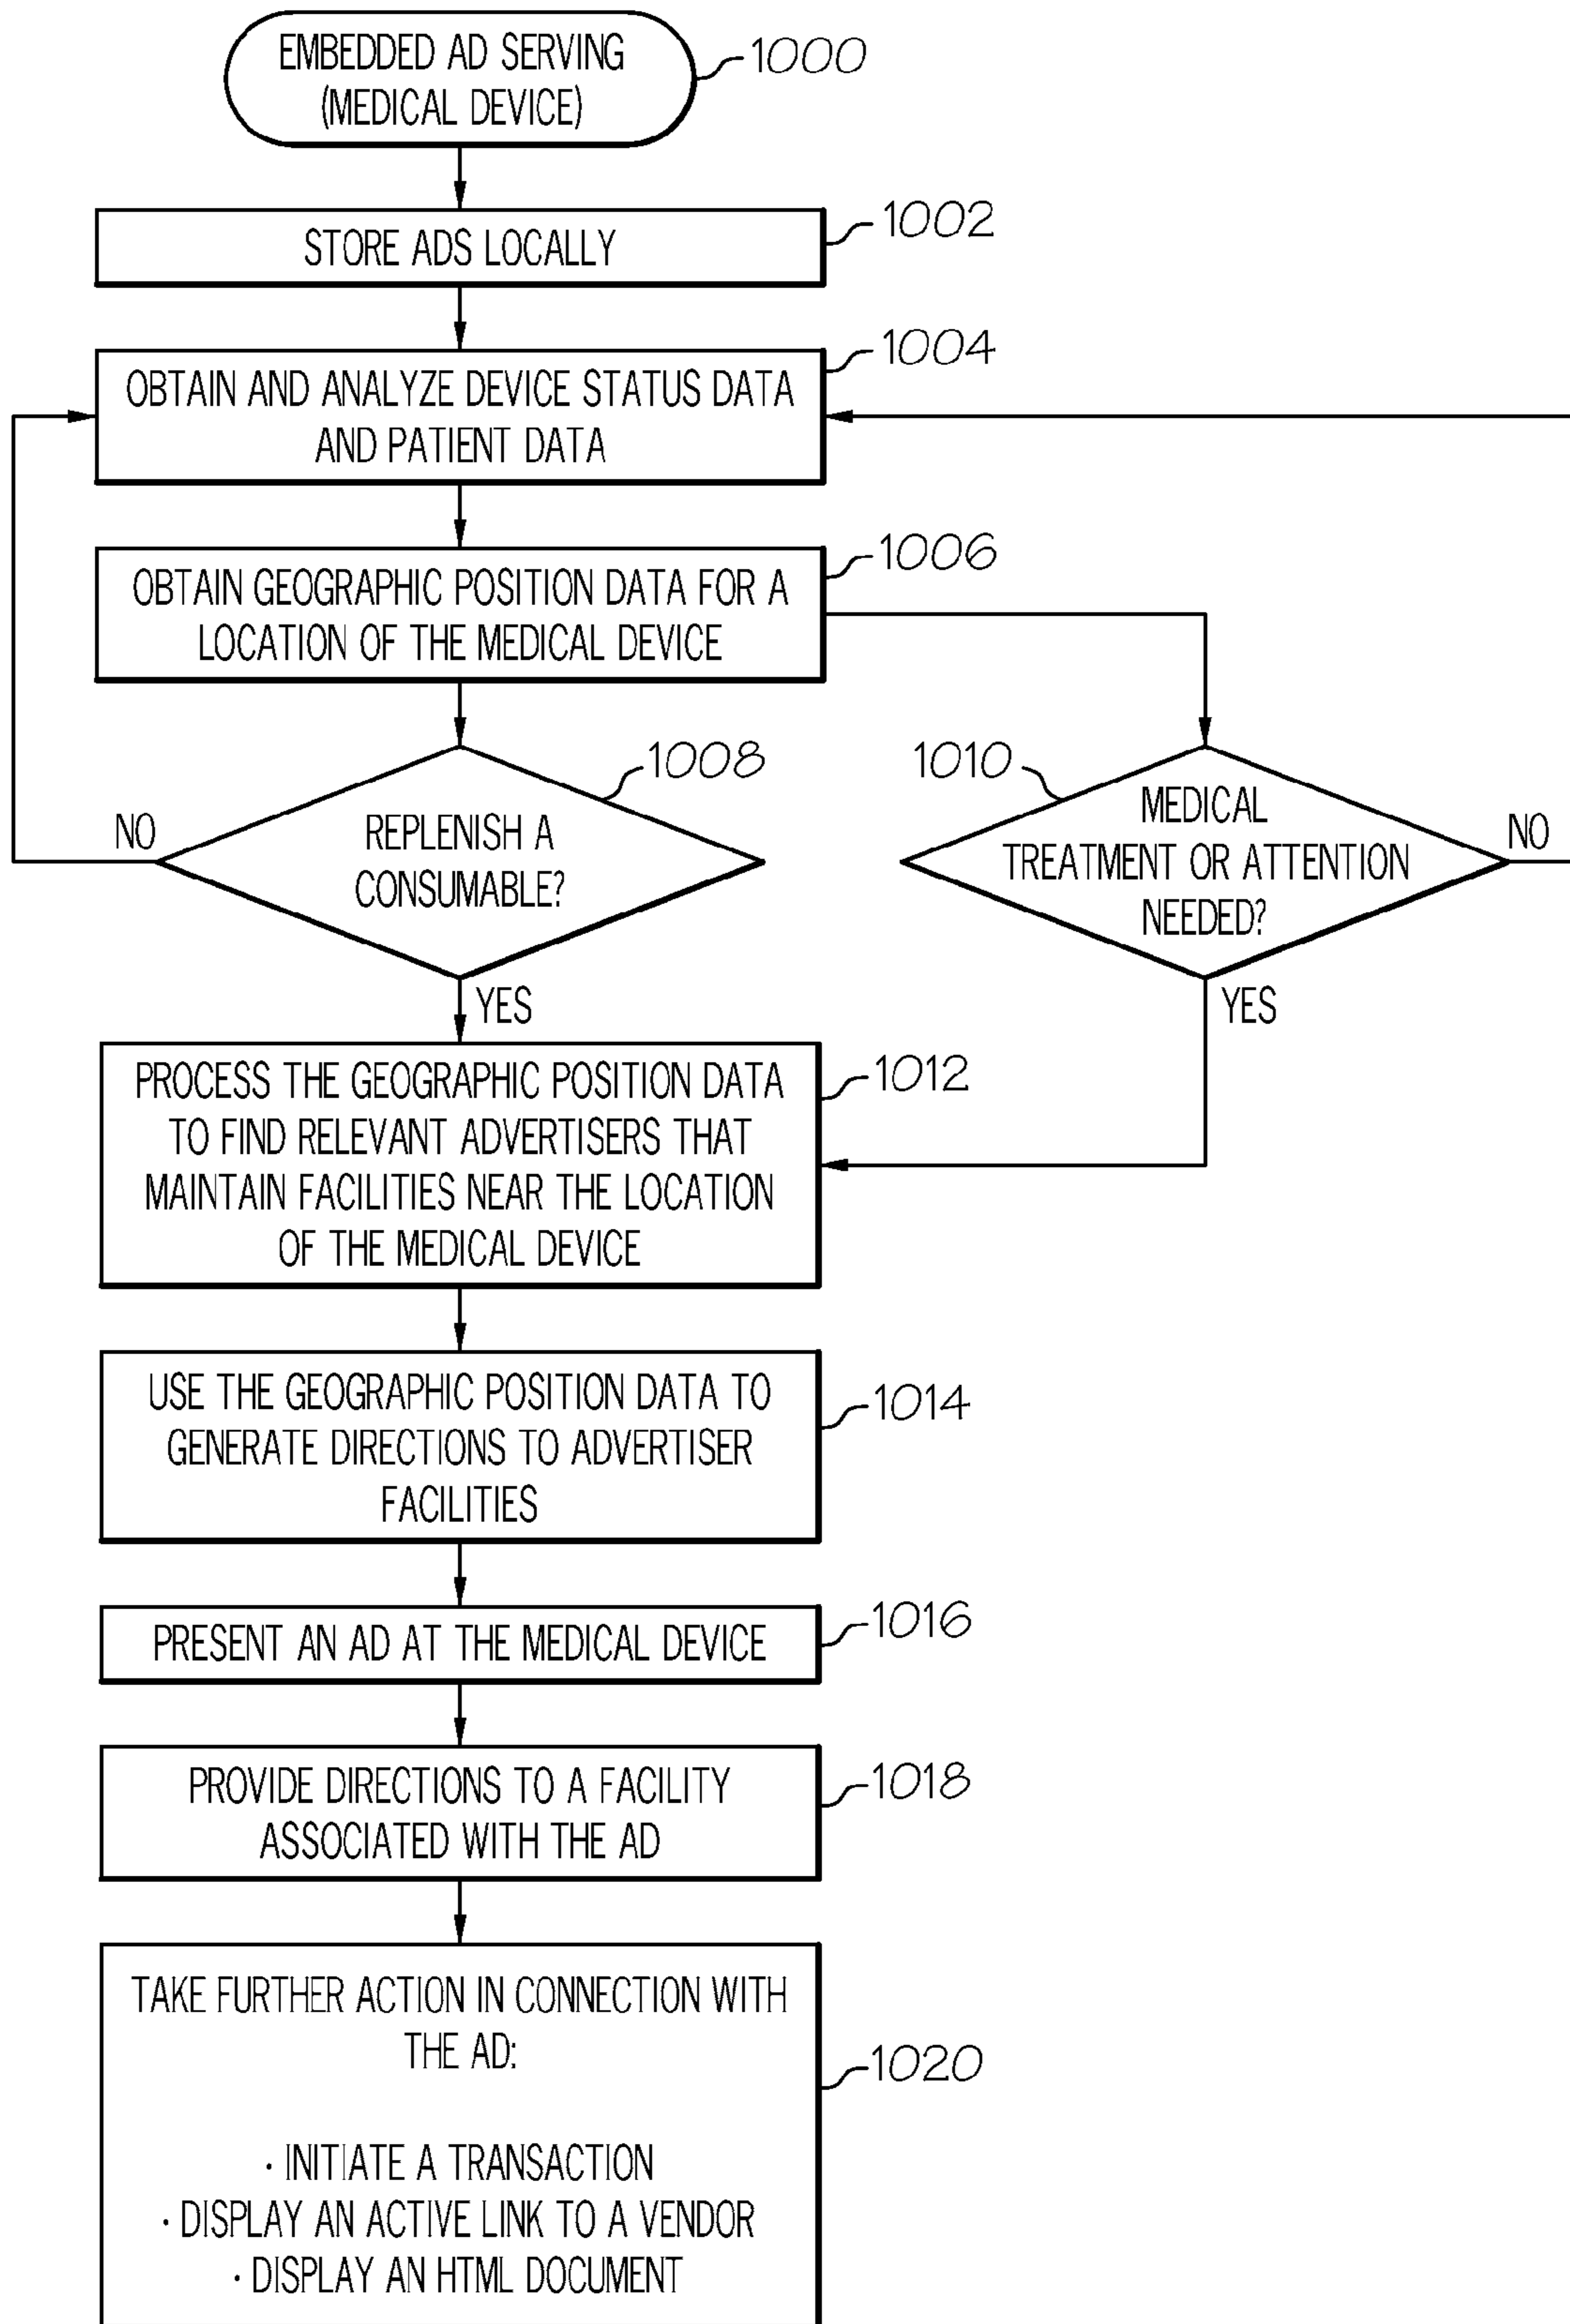 EMBEDDED AD SERVING
(MEDICAL DEVICE)
1000
STORE ADS LOCALLY
1002
OBTAIN AND ANALYZE DEVICE STATUS DATA
AND PATIENT DATA
1004
OBTAIN GEOGRAPHIC POSITION DATA FOR A
LOCATION OF THE MEDICAL DEVICE
1006
REPLENISH A
CONSUMABLE?
1008
NO
YES
1010
MEDICAL
TREATMENT OR ATTENTION
NEEDED?
NO
YES
PROCESS THE GEOGRAPHIC POSITION DATA
TO FIND RELEVANT ADVERTISERS THAT
MAINTAIN FACILITIES NEAR THE LOCATION
OF THE MEDICAL DEVICE
1012
USE THE GEOGRAPHIC POSITION DATA TO
GENERATE DIRECTIONS TO ADVERTISER
FACILITIES
1014
PRESENT AN AD AT THE MEDICAL DEVICE
1016
PROVIDE DIRECTIONS TO A FACILITY
ASSOCIATED WITH THE AD
1018
TAKE FURTHER ACTION IN CONNECTION WITH
THE AD:
· INITIATE A TRANSACTION
· DISPLAY AN ACTIVE LINK TO A VENDOR
· DISPLAY AN HTML DOCUMENT
1020